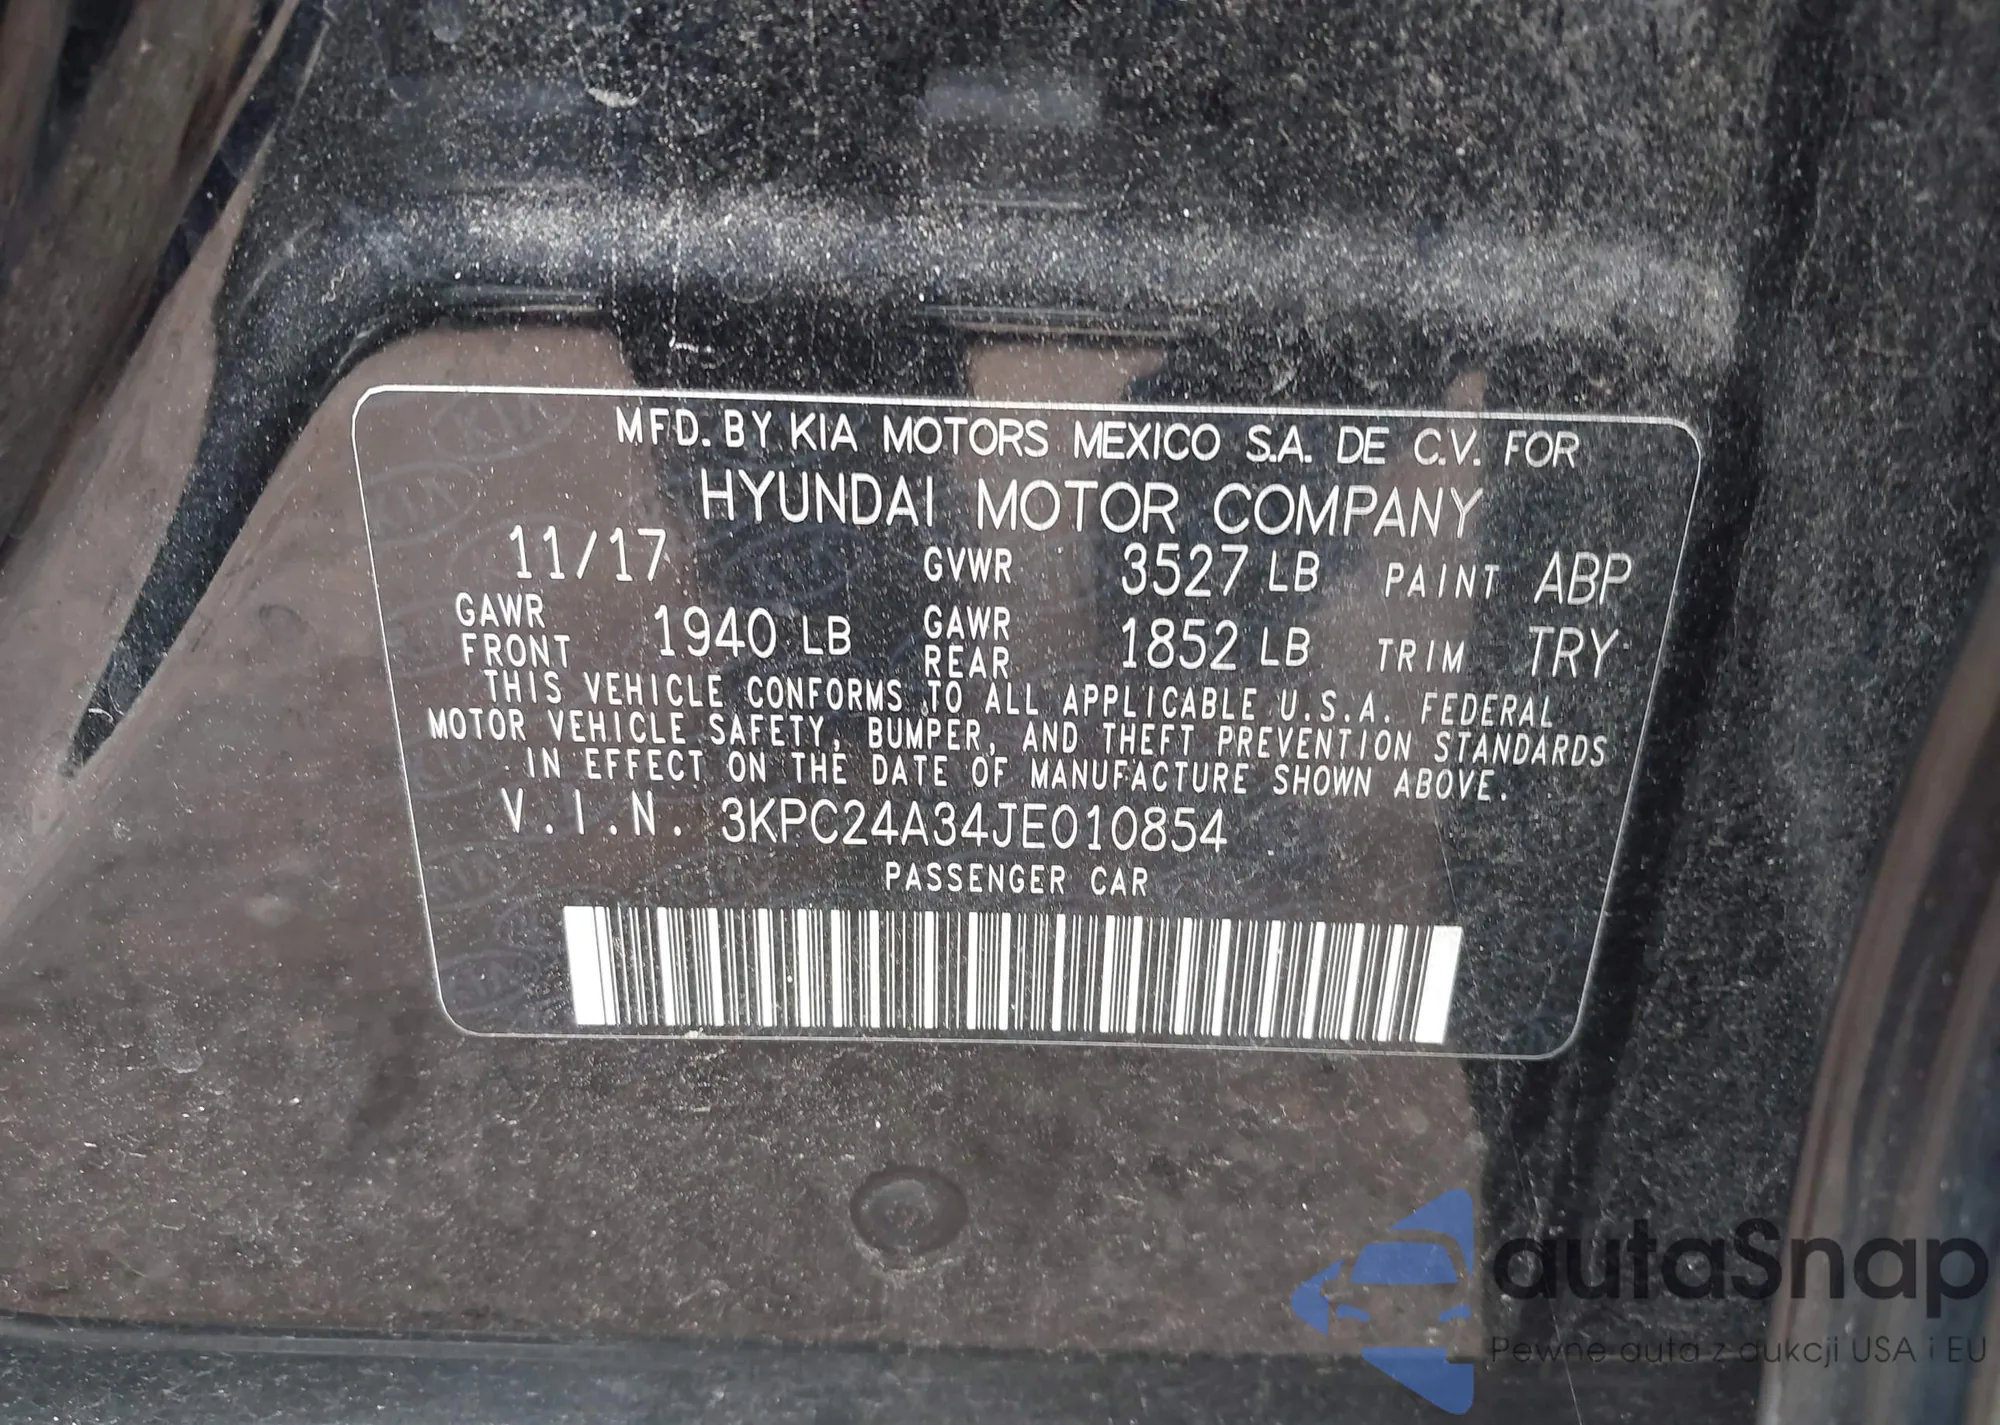 MFD. BY KIA MOTORS MEXICO S.A. DE C.V. FOR
HYUNDAI MOTOR COMPANY
11/17 GVWR 3527 LB PAINT ABP
GAWR FRONT 1940 LB GAWR REAR 1852 LB TRIM TRY
THIS VEHICLE CONFORMS TO ALL APPLICABLE U.S.A. FEDERAL
MOTOR VEHICLE SAFETY, BUMPER, AND THEFT PREVENTION STANDARDS
IN EFFECT ON THE DATE OF MANUFACTURE SHOWN ABOVE.
V.I.N. 3KPC24A34JE010854
PASSENGER CAR
autaSnap
Pewne auta z aukcji USA i EU